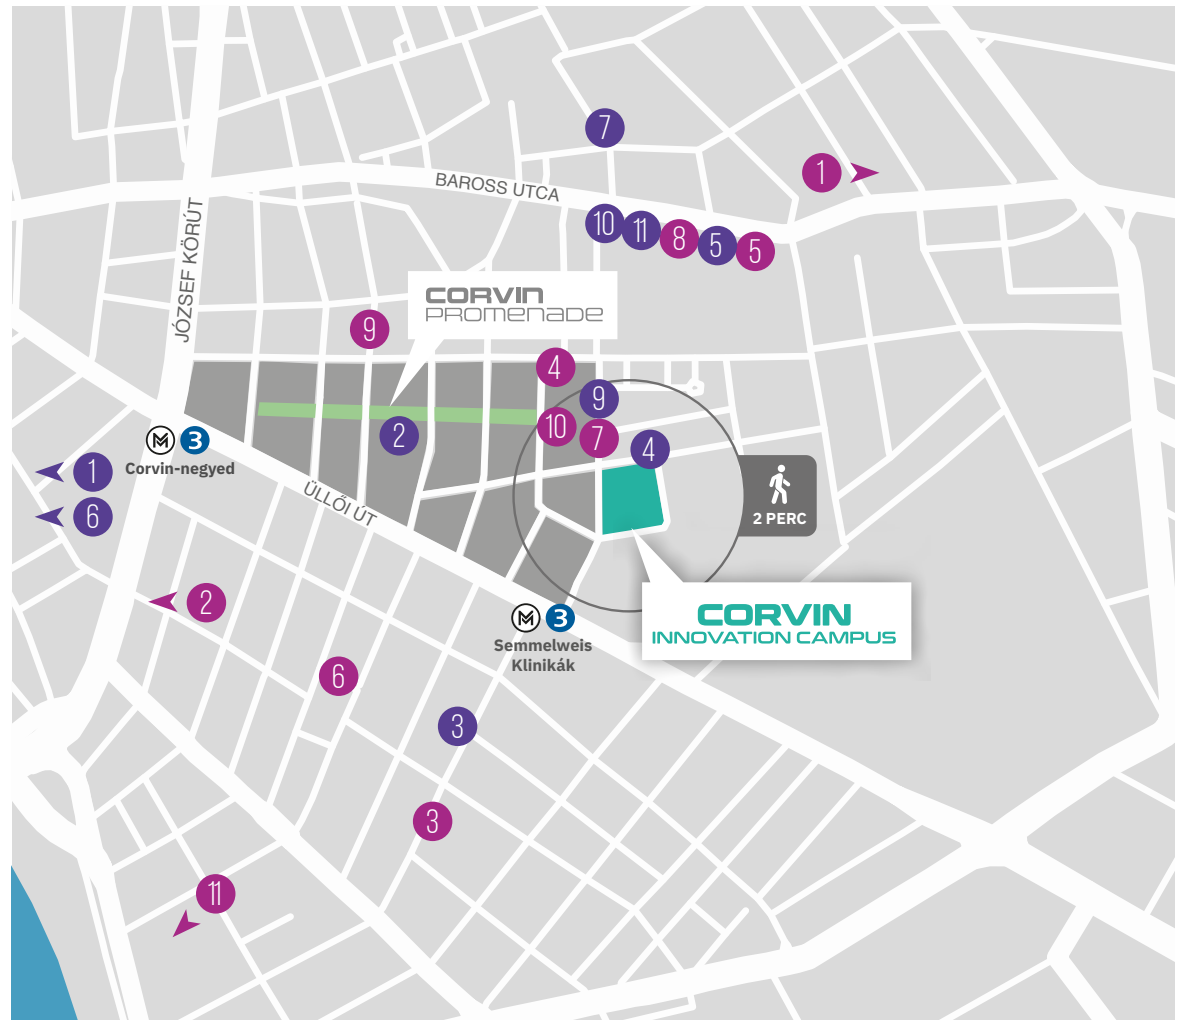 7
1
BAROSS UTCA
10
11
8
5
5
JÓZSEF KÖRÚT
CORVIN
PROMENADE
9
4
9
10
7
2
4
M 3
Corvin-negyed
1
6
ÜLLŐI ÚT
2 PERC
2
M 3
Semmelweis
Klinikák
CORVIN
INNOVATION CAMPUS
6
3
3
11